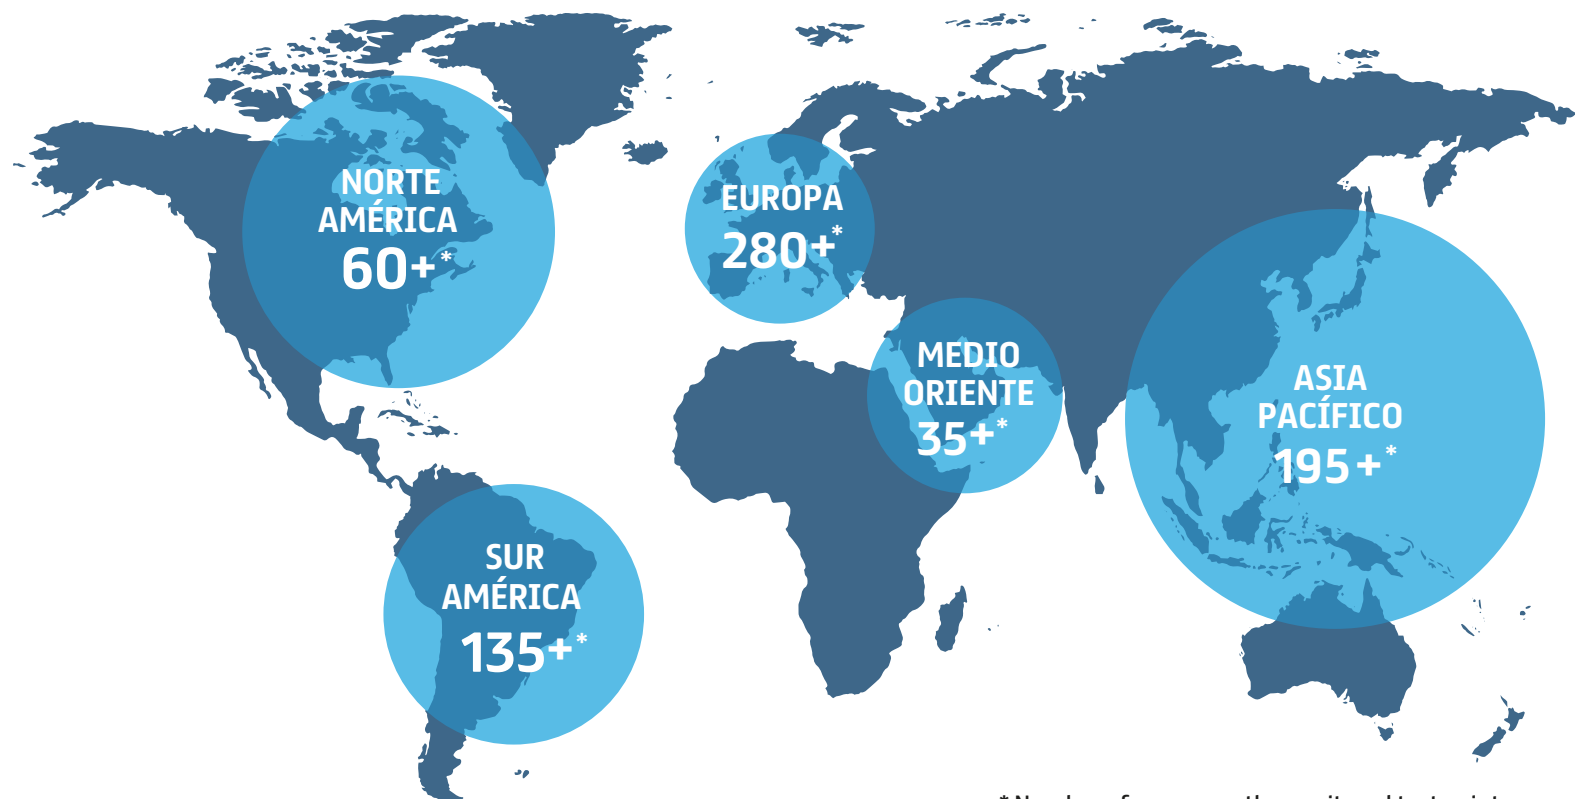 NORTE
AMÉRICA
60+*
EUROPA
280+*
MEDIO
ORIENTE
35+*
ASIA
PACÍFICO
195+*
SUR
AMÉRICA
135+*